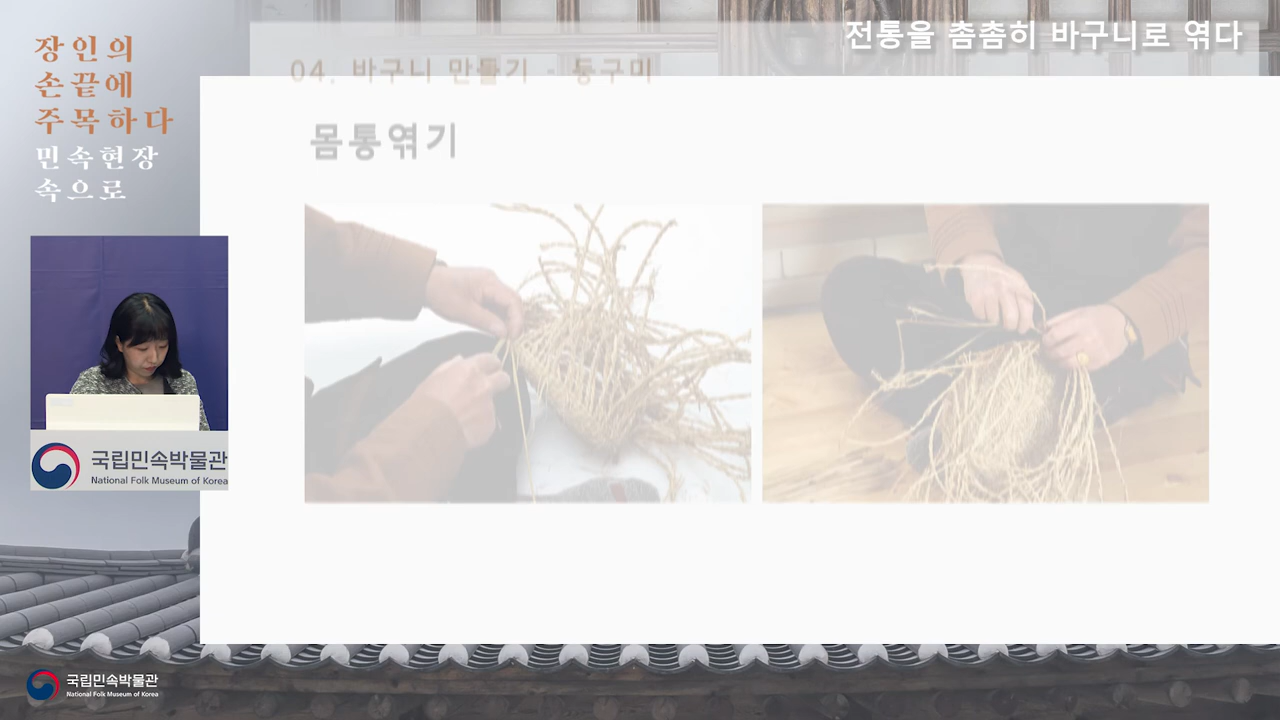 장인의
손끝에
주목하다
민속현장
속으로
전통을 촘촘히 바구니로 엮다
04. 바구니 만들기 - 둥구미
몸통엮기
국립민속박물관
National Folk Museum of Korea
국립민속박물관
National Folk Museum of Korea